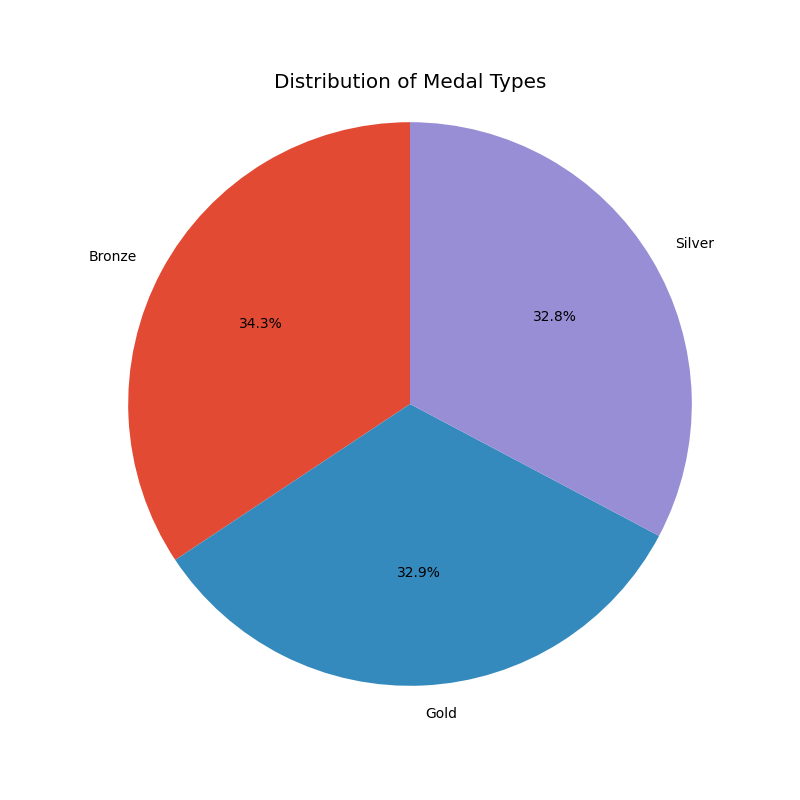 Distribution of Medal Types
Silver
Bronze
32.8%
34.3%
32.9%
Gold